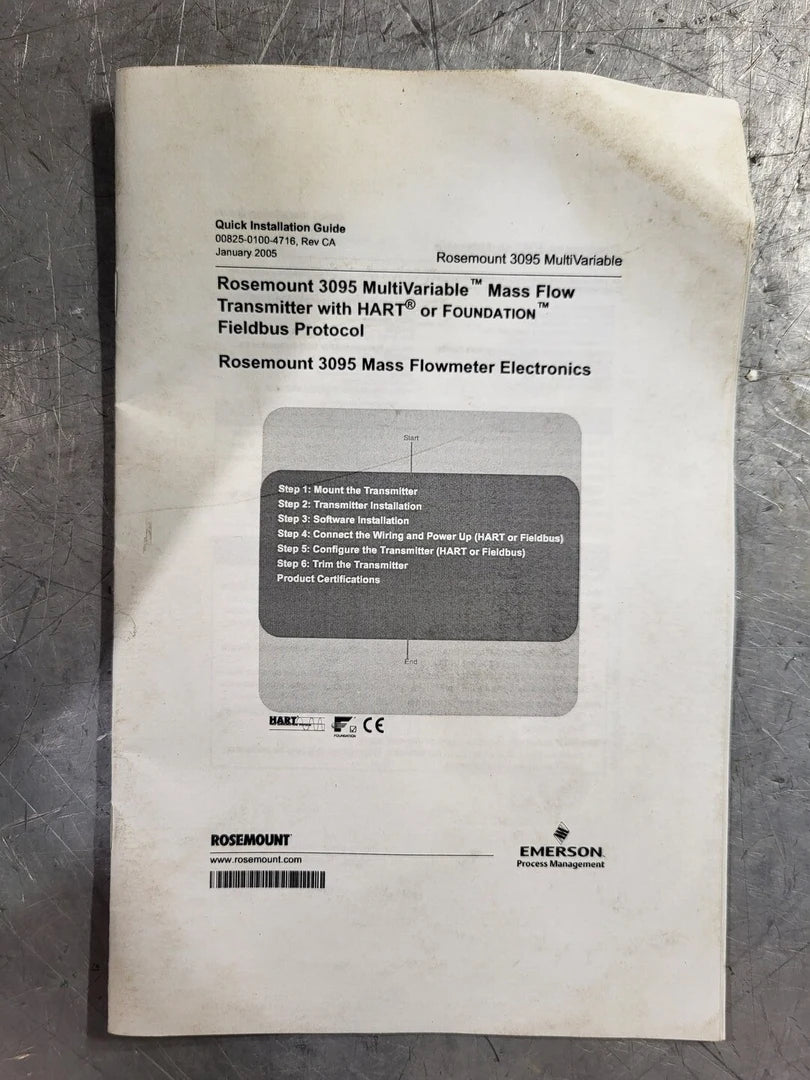 Quick Installation Guide
00825-0100-4716, Rev CA
January 2005
Rosemount 3095 MultiVariable
Rosemount 3095 MultiVariable™ Mass Flow
Transmitter with HART® or FOUNDATION™
Fieldbus Protocol
Rosemount 3095 Mass Flowmeter Electronics
Start
Step 1: Mount the Transmitter
Step 2: Transmitter Installation
Step 3: Software Installation
Step 4: Connect the Wiring and Power Up (HART or Fieldbus)
Step 5: Configure the Transmitter (HART or Fieldbus)
Step 6: Trim the Transmitter
Product Certifications
End
HART
FOUNDATION
CE
ROSEMOUNT
www.rosemount.com
EMERSON
Process Management